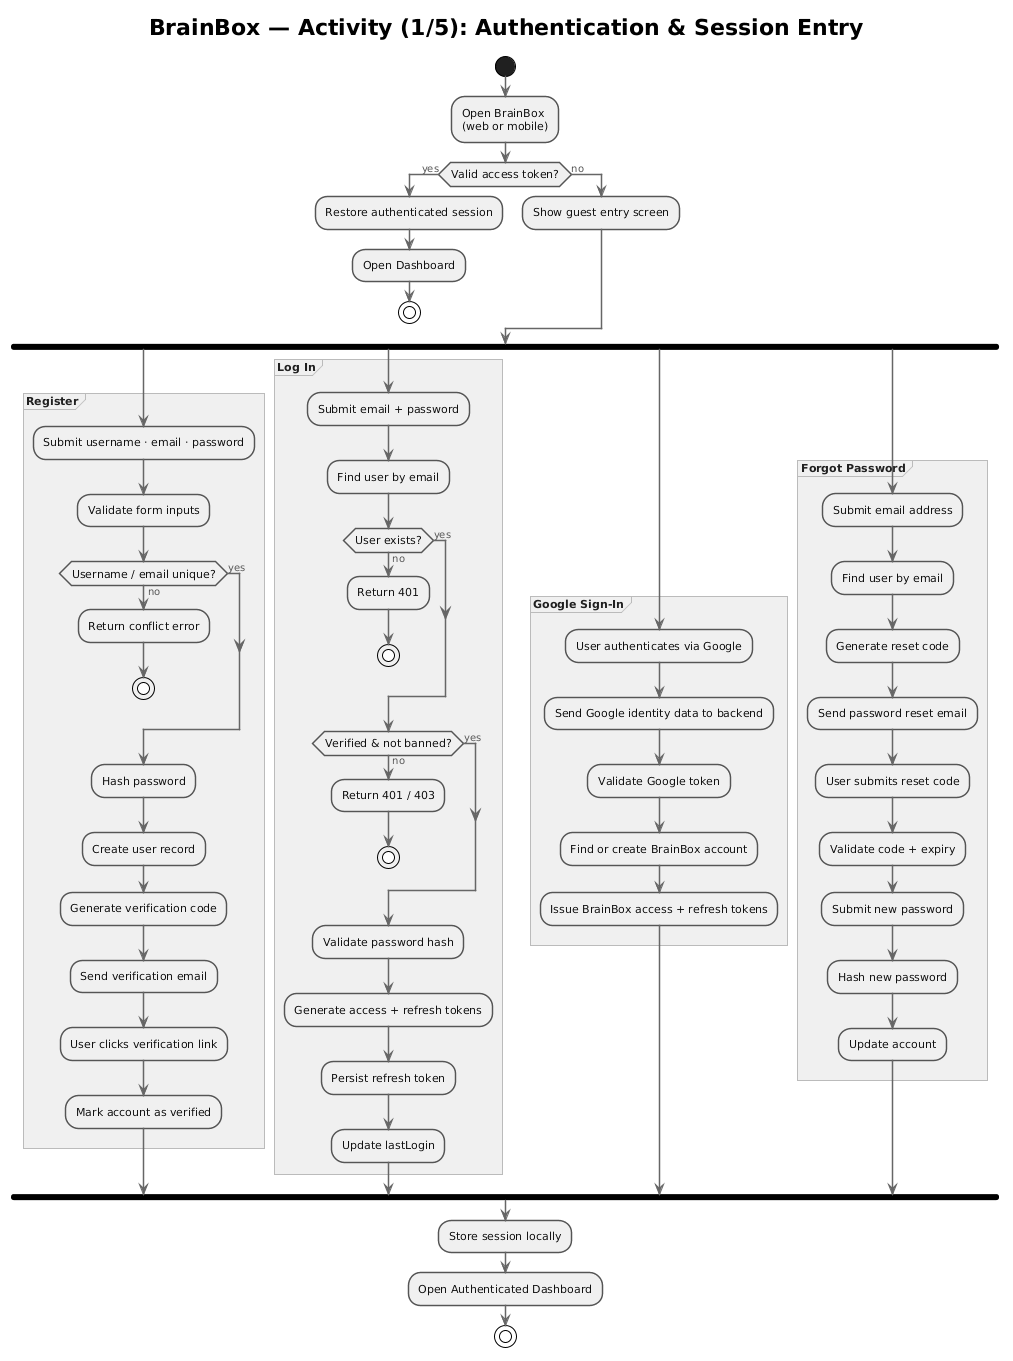 BrainBox — Activity (1/5): Authentication & Session Entry
Open BrainBox
(web or mobile)
yes
Valid access token?
no
Restore authenticated session
Show guest entry screen
Open Dashboard
Register
Submit username · email · password
Validate form inputs
Username / email unique?
yes
no
Return conflict error
Hash password
Create user record
Generate verification code
Send verification email
User clicks verification link
Mark account as verified
Log In
Submit email + password
Find user by email
User exists?
yes
no
Return 401
Verified & not banned?
yes
no
Return 401 / 403
Validate password hash
Generate access + refresh tokens
Persist refresh token
Update lastLogin
Google Sign-In
User authenticates via Google
Send Google identity data to backend
Validate Google token
Find or create BrainBox account
Issue BrainBox access + refresh tokens
Forgot Password
Submit email address
Find user by email
Generate reset code
Send password reset email
User submits reset code
Validate code + expiry
Submit new password
Hash new password
Update account
Store session locally
Open Authenticated Dashboard